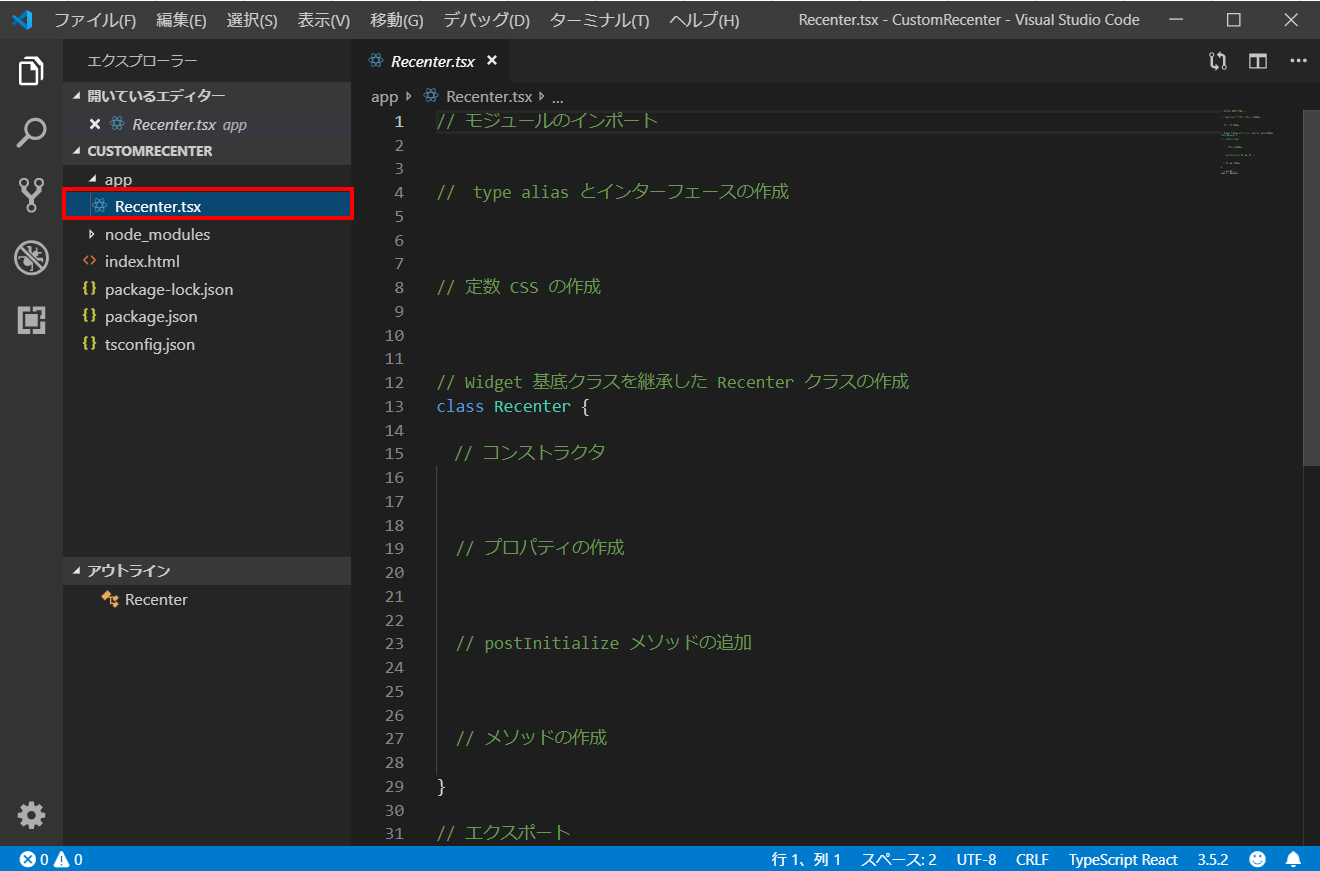 ファイル(F) 編集(E) 選択(S) 表示(V) 移動(G) デバッグ(D) ターミナル(T) ヘルプ(H) Recenter.tsx - CustomRecenter - Visual Studio Code
エクスプローラー
開いているエディター
Recenter.tsx app
CUSTOMRECENTER
app
Recenter.tsx
node_modules
index.html
package-lock.json
package.json
tsconfig.json
アウトライン
Recenter
Recenter.tsx
app Recenter.tsx ...
1 // モジュールのインポート
2
3
4 // type alias とインターフェースの作成
5
6
7
8 // 定数 CSS の作成
9
10
11
12 // Widget 基底クラスを継承した Recenter クラスの作成
13 class Recenter {
14
15 // コンストラクタ
16
17
18
19 // プロパティの作成
20
21
22
23 // postInitialize メソッドの追加
24
25
26
27 // メソッドの作成
28
29 }
30
31 // エクスポート
0 0 行 1、列 1 スペース: 2 UTF-8 CRLF TypeScript React 3.5.2